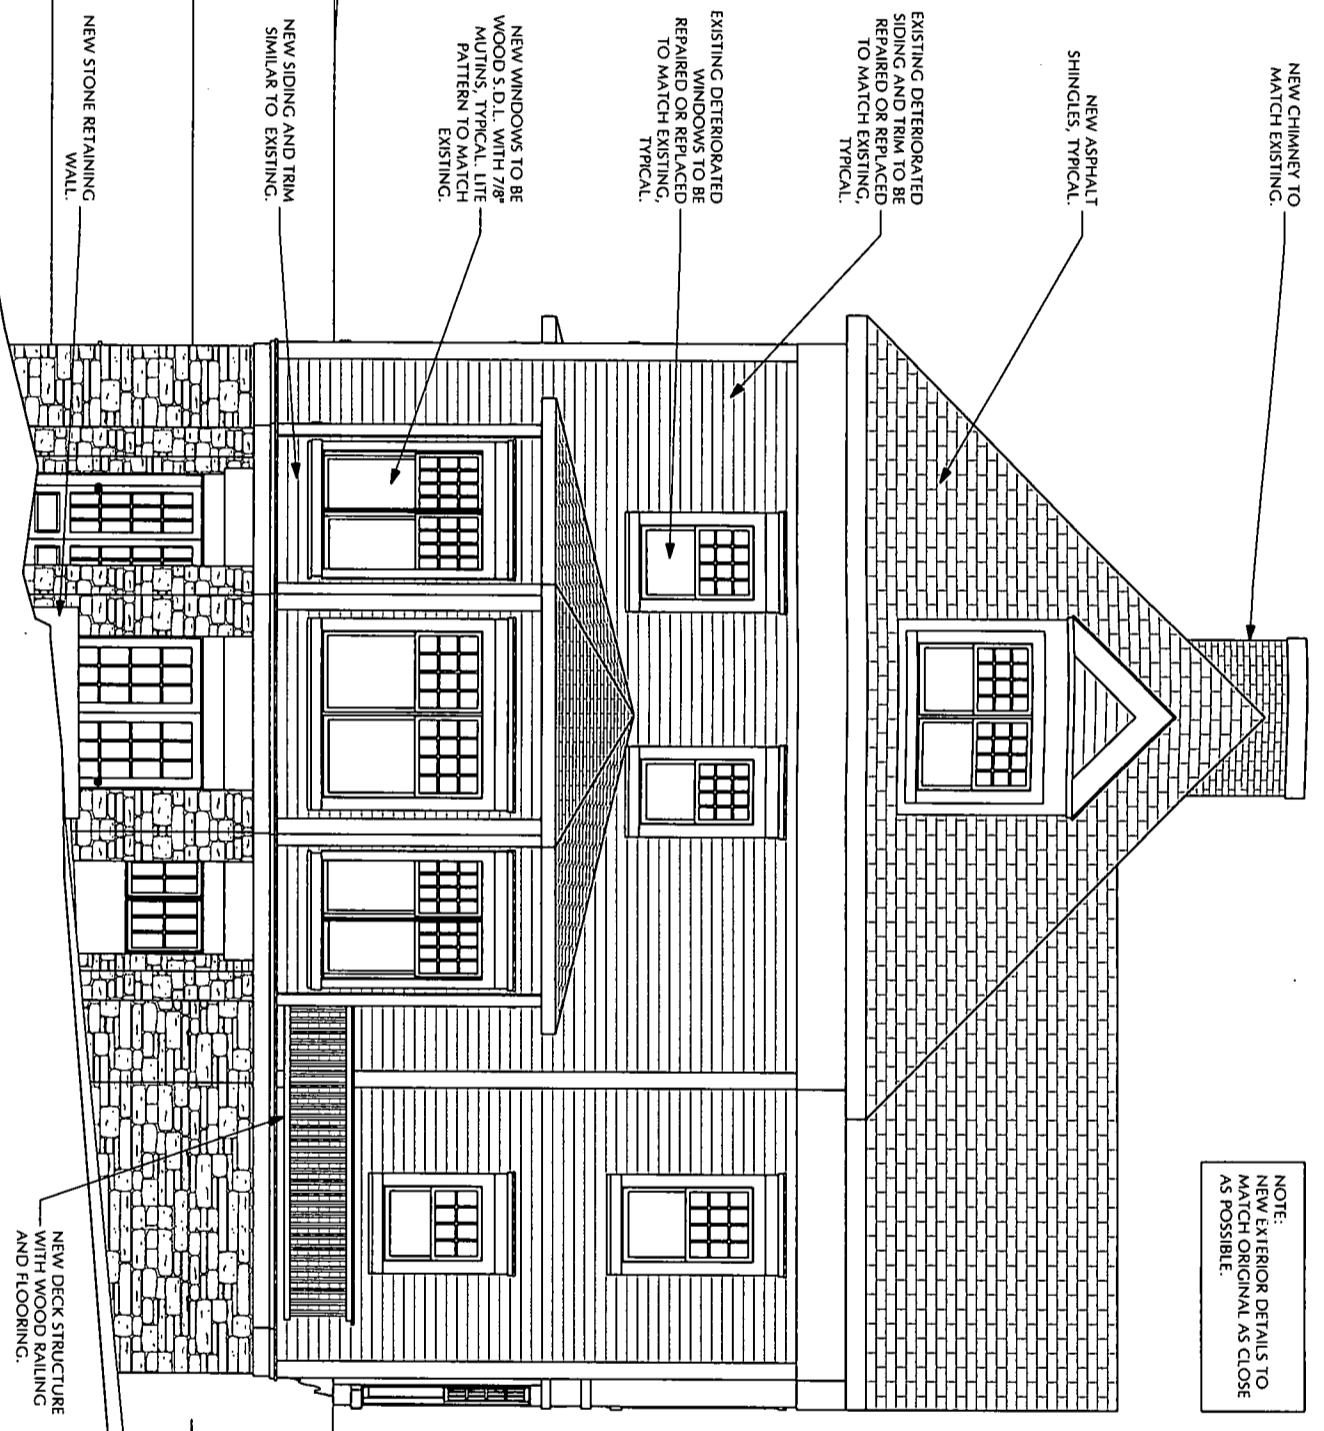 NEW CHIMNEY TO
MATCH EXISTING.
NEW ASPHALT
SHINGLES, TYPICAL.
EXISTING DETERIORATED
SIDING AND TRIM TO BE
REPAIRED OR REPLACED
TO MATCH EXISTING,
TYPICAL.
EXISTING DETERIORATED
WINDOWS TO BE
REPAIRED OR REPLACED
TO MATCH EXISTING,
TYPICAL.
NEW WINDOWS TO BE
WOOD S.D.L. WITH 7/8"
MUTINS, TYPICAL. LITE
PATTERN TO MATCH
EXISTING.
NEW SIDING AND TRIM
SIMILAR TO EXISTING.
NEW STONE RETAINING
WALL.
NOTE:
NEW EXTERIOR DETAILS TO
MATCH ORIGINAL AS CLOSE
AS POSSIBLE.
NEW DECK STRUCTURE
WITH WOOD RAILING
AND FLOORING.